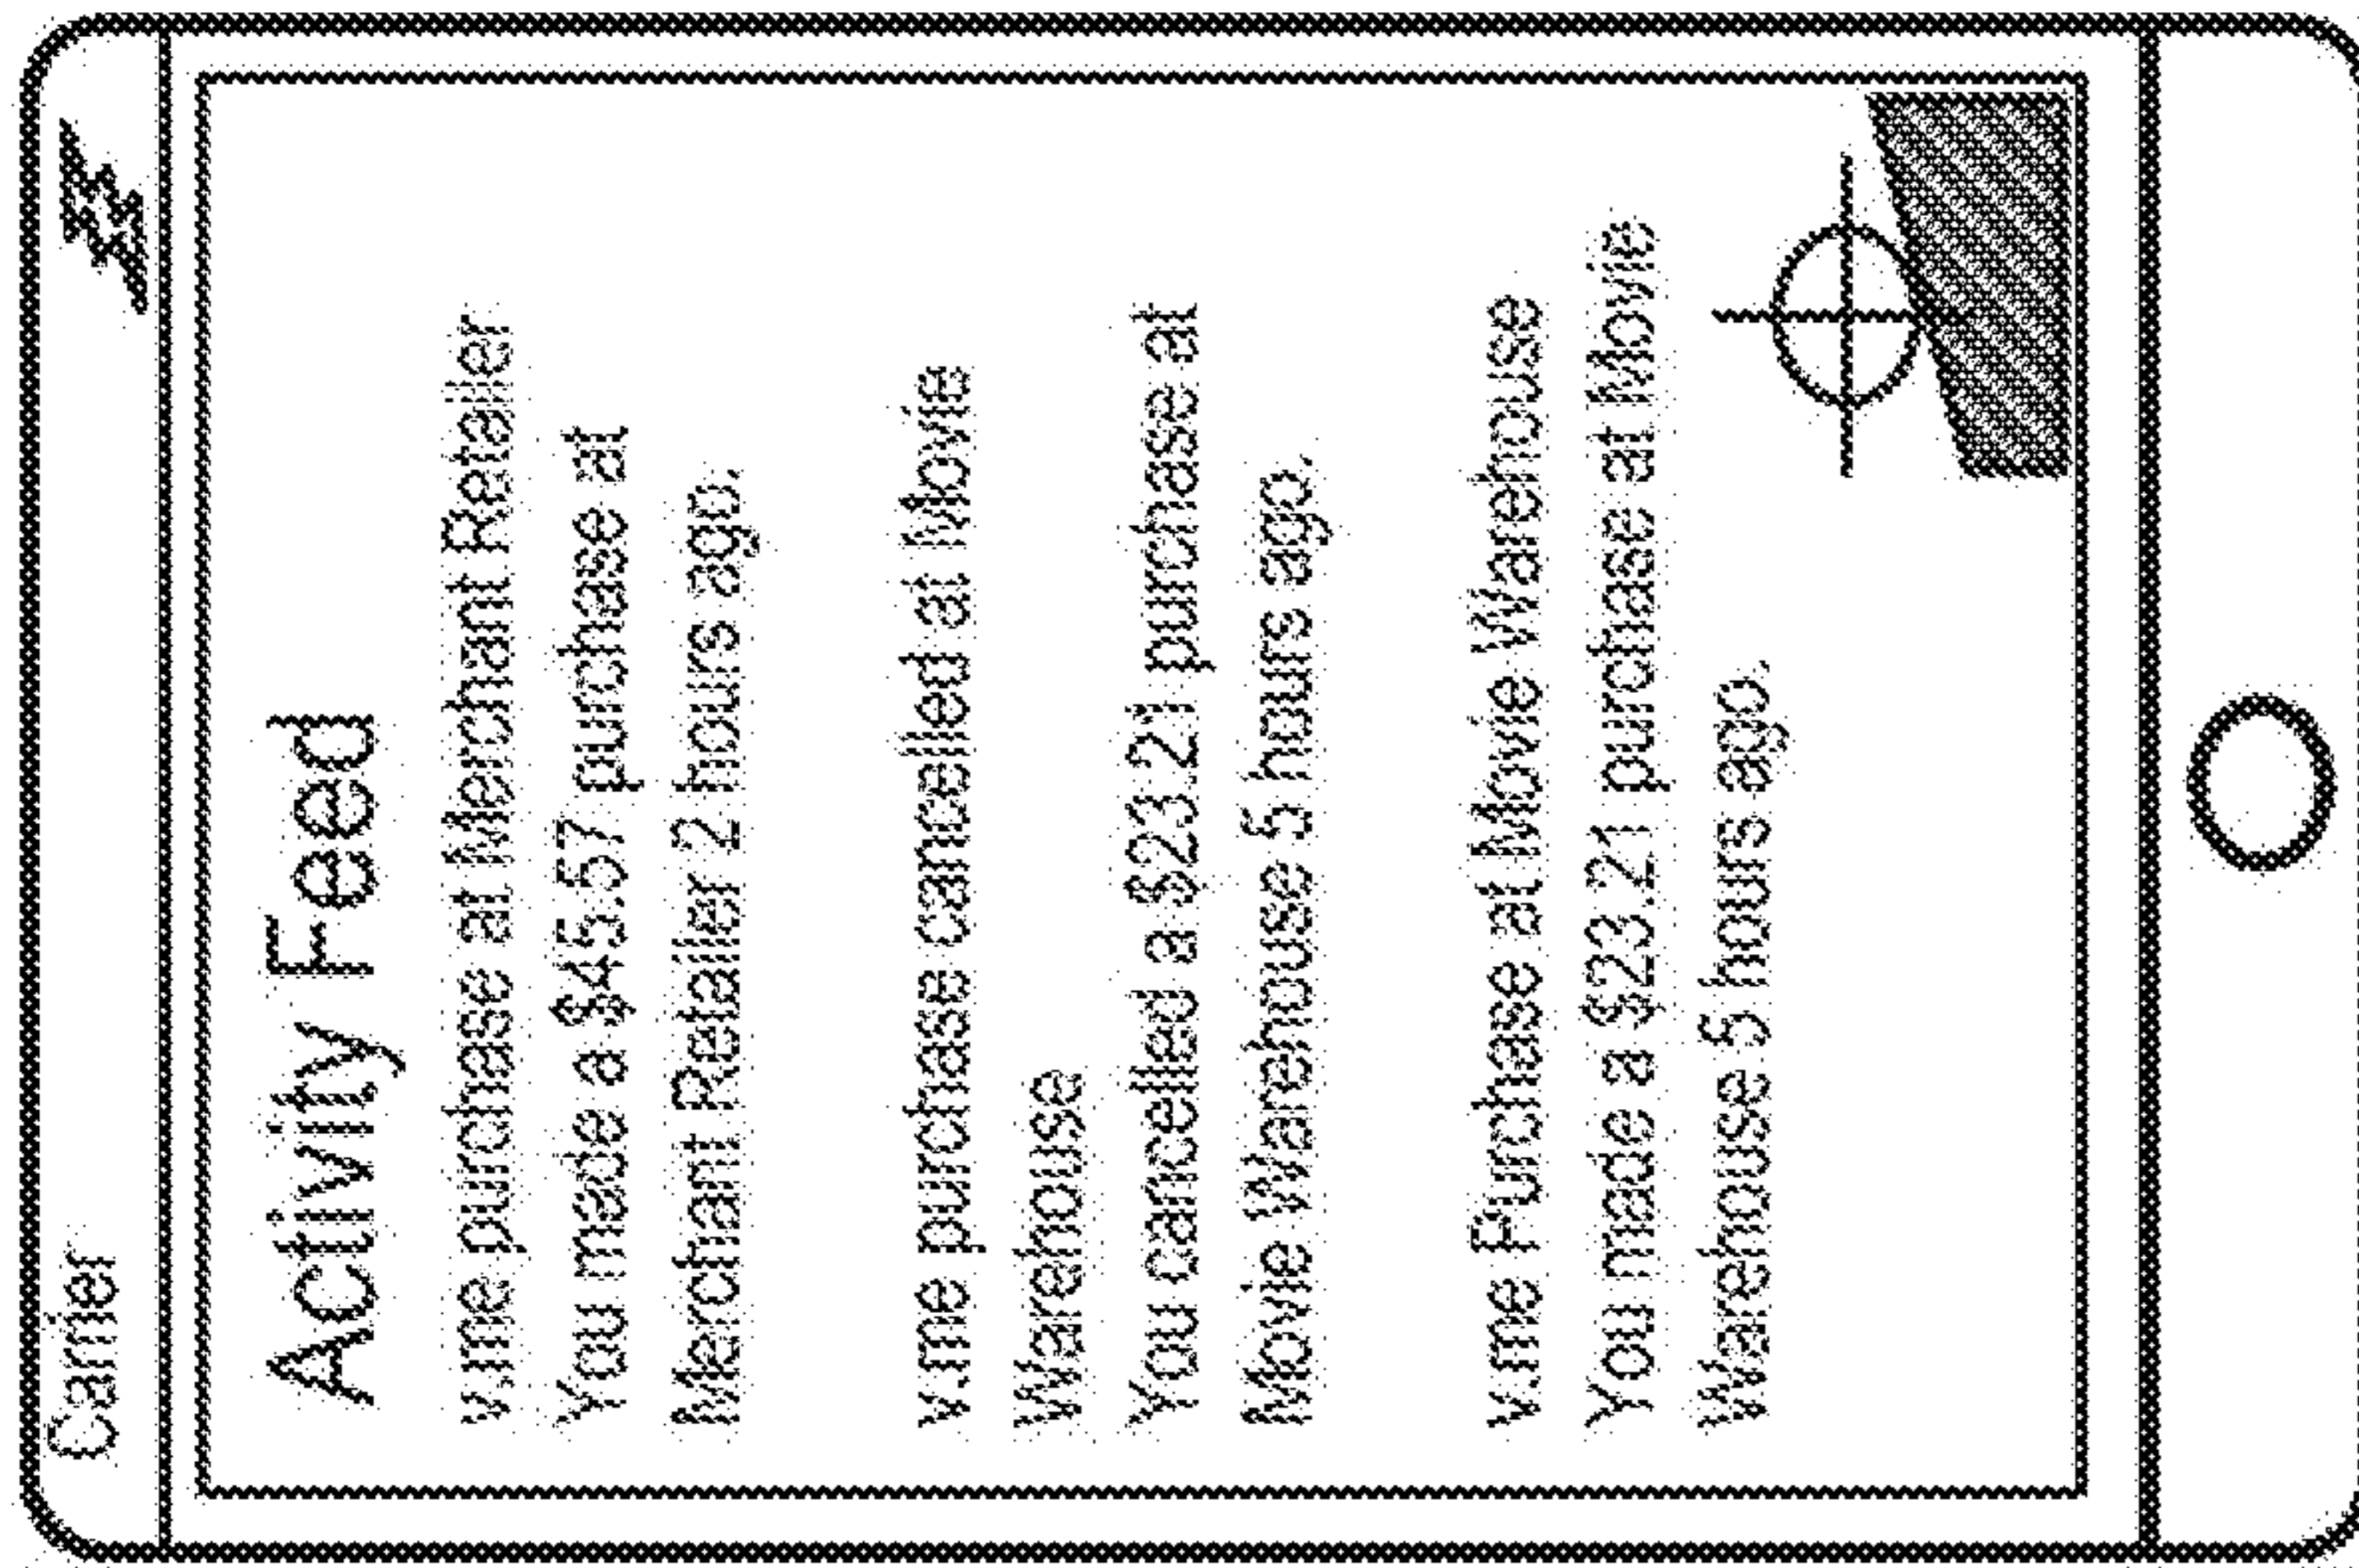 Carrier
Activity Feed
v.me purchase at Merchant Retailer
You made a $45.57 purchase at
Merchant Retailer 2 hours ago.
v.me purchase cancelled at Movie
Warehouse
You cancelled a $23.21 purchase at
Movie Warehouse 5 hours ago.
v.me Purchase at Movie Warehouse
You made a $23.21 purchase at Movie
Warehouse 5 hours ago.